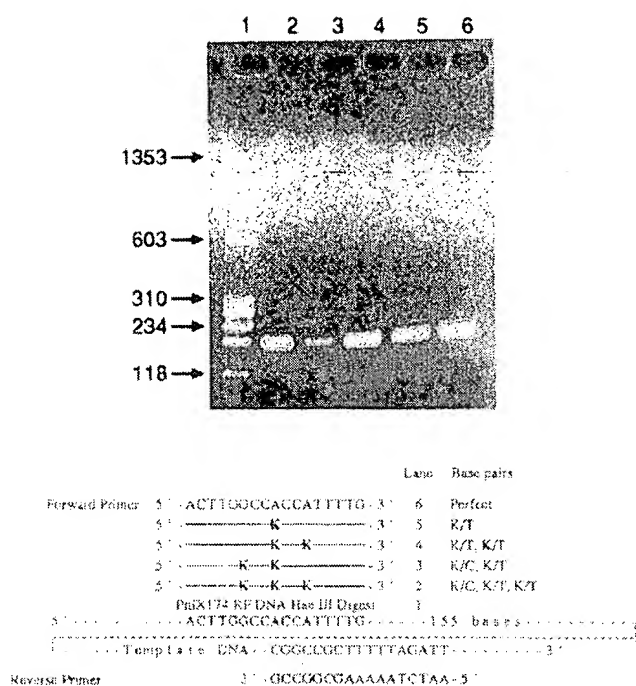 1 2 3 4 5 6
1353
603
310
234
118
Lane Base pairs
Forward Primer 5'-ACTTGGCCACCATTTTG-3' 6 Perfect
5'- K -3' 5 K/T
5'- K K -3' 4 K/T, K/T
5'- K K -3' 3 K/C, K/T
5'- K K K -3' 2 K/C, K/T, K/T
PhiX174 RF DNA Hae III Digest 1
5' ACTTGGCCACCATTTTG 155 bases
Template DNA CGGCCGCTTTTTAGATT 3'
Reverse Primer 3'-GCCGGCGAAAAATCTAA-5'